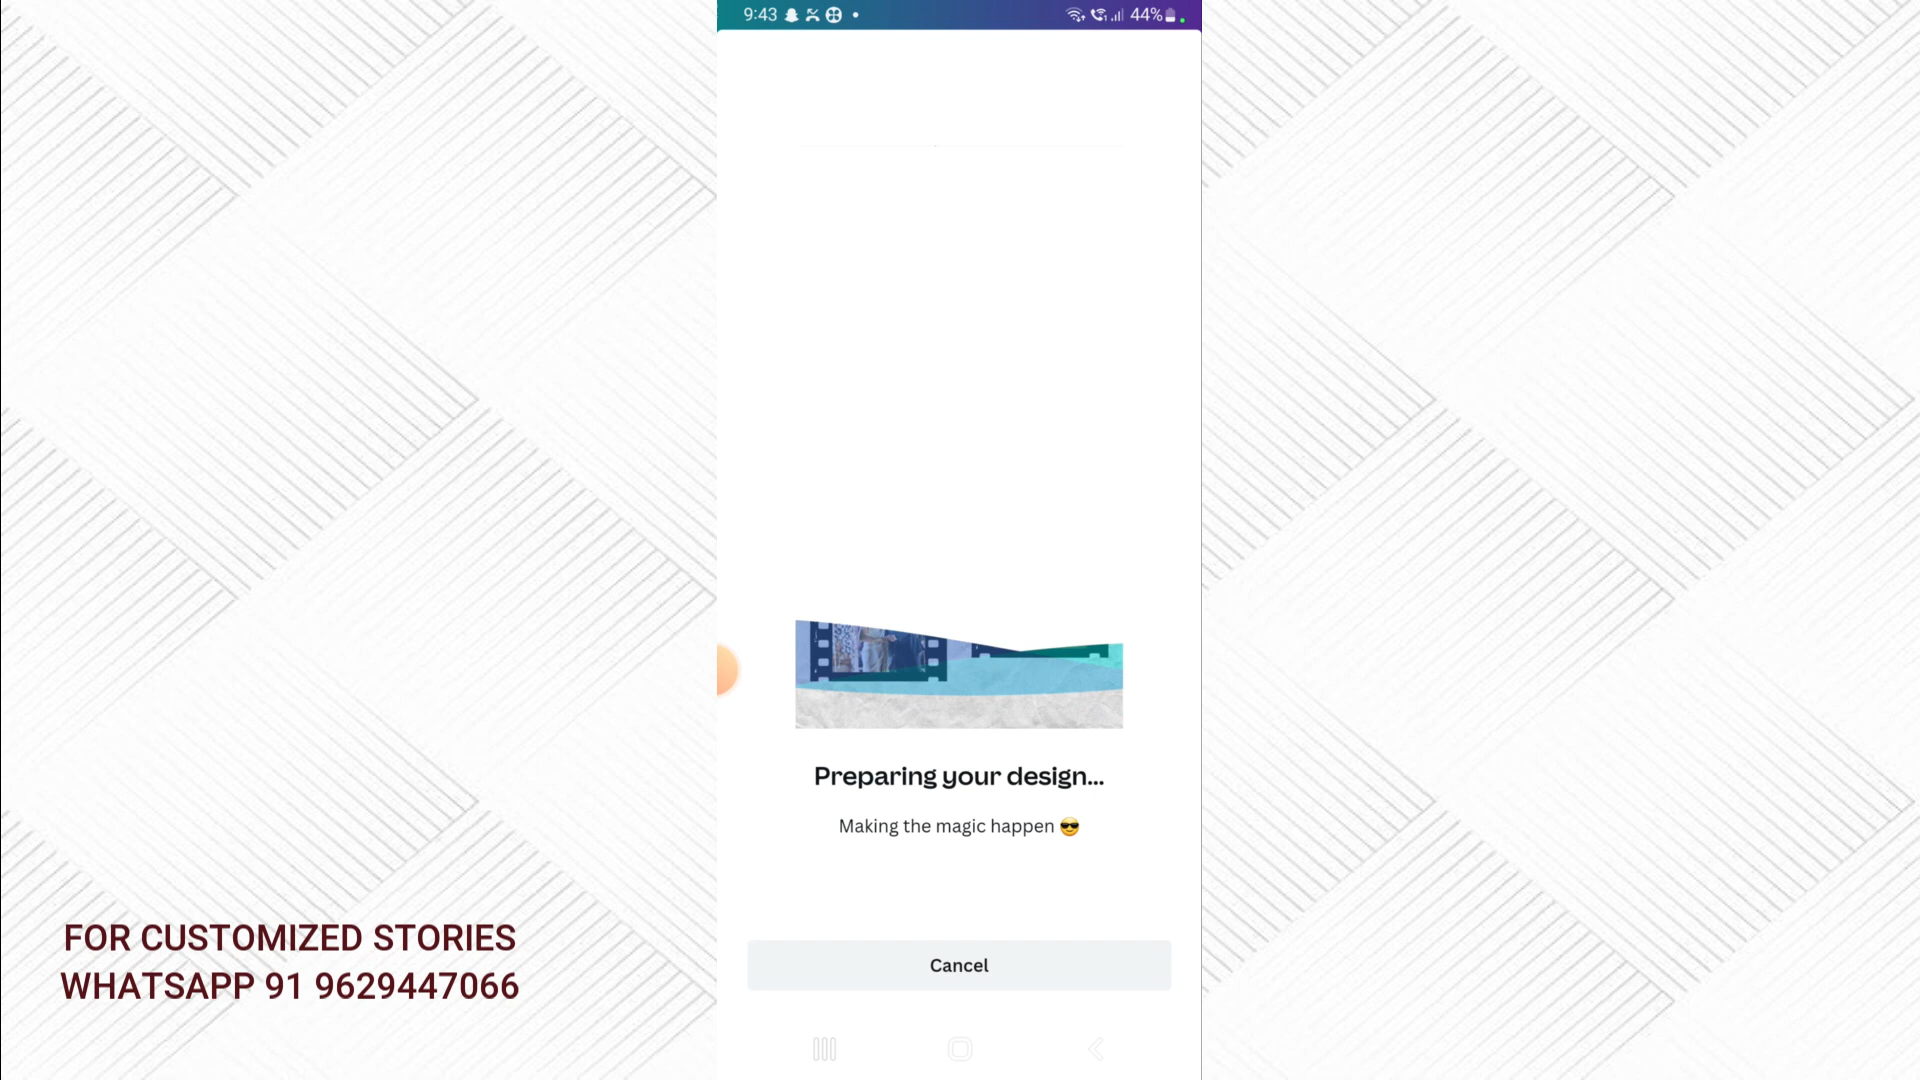 9:43
44%
Preparing your design...
Making the magic happen 😎
Cancel
FOR CUSTOMIZED STORIES
WHATSAPP 91 9629447066